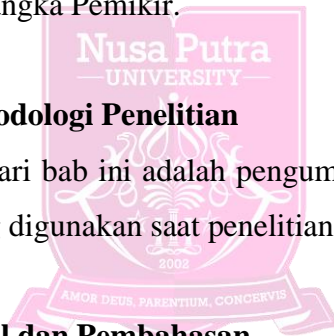 angka Pemikir.
Nusa Putra
UNIVERSITY
odologi Penelitian
ari bab ini adalah pengum
digunakan saat penelitian
2002
AMOR DEUS, PARENTIUM, CONCERVIS
l dan Pembahasan